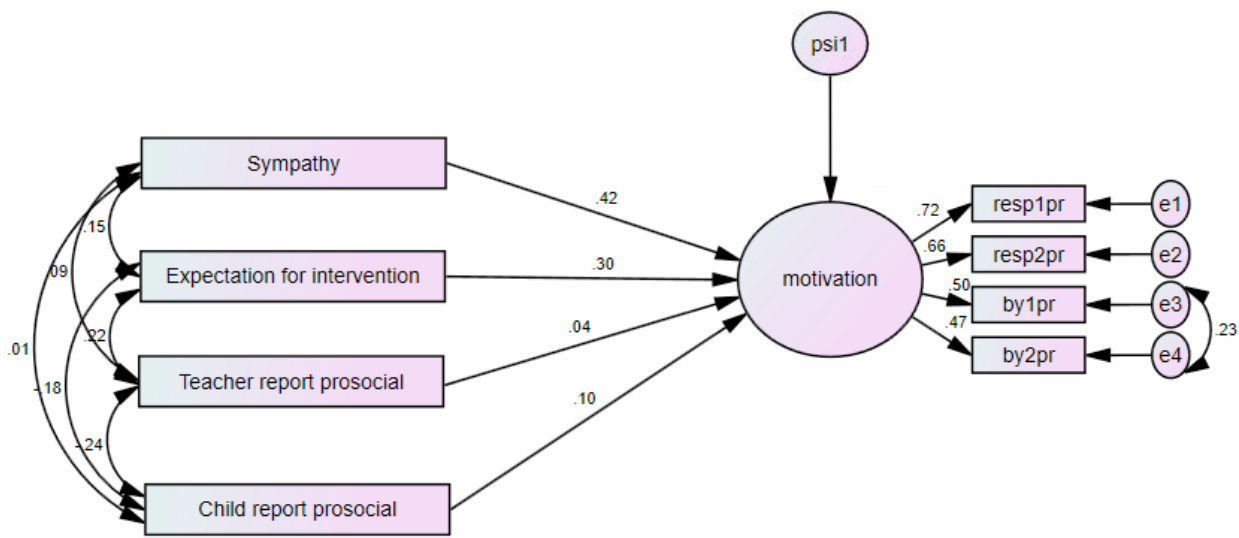 psi1
Sympathy
.42
.15
.72
resp1pr
e1
.66
resp2pr
e2
.09
Expectation for intervention
.30
motivation
.50
by1pr
e3
.23
.47
by2pr
e4
.22
.04
.01
-.18
Teacher report prosocial
.10
-.24
Child report prosocial